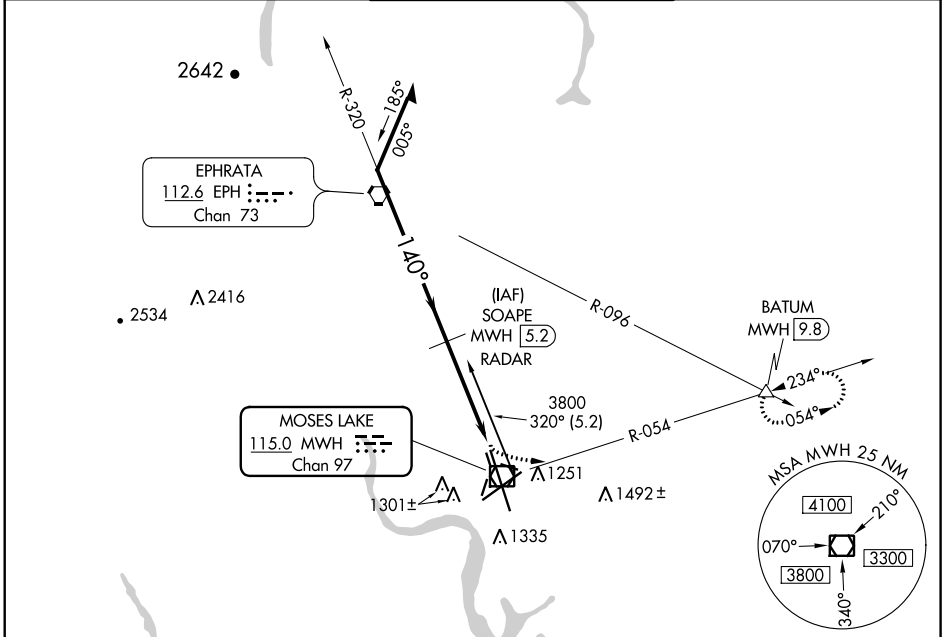 2642
R-320
185°
005°
EPHRATA
112.6 EPH
Chan 73
140°
2416
2534
(IAF)
SOAPE
MWH 5.2
RADAR
R-096
BATUM
MWH 9.8
234°
054°
3800
320° (5.2)
R-054
MOSES LAKE
115.0 MWH
Chan 97
1251
1301±
1492±
1335
MSA MWH 25 NM
4100
210°
070°
3300
3800
340°